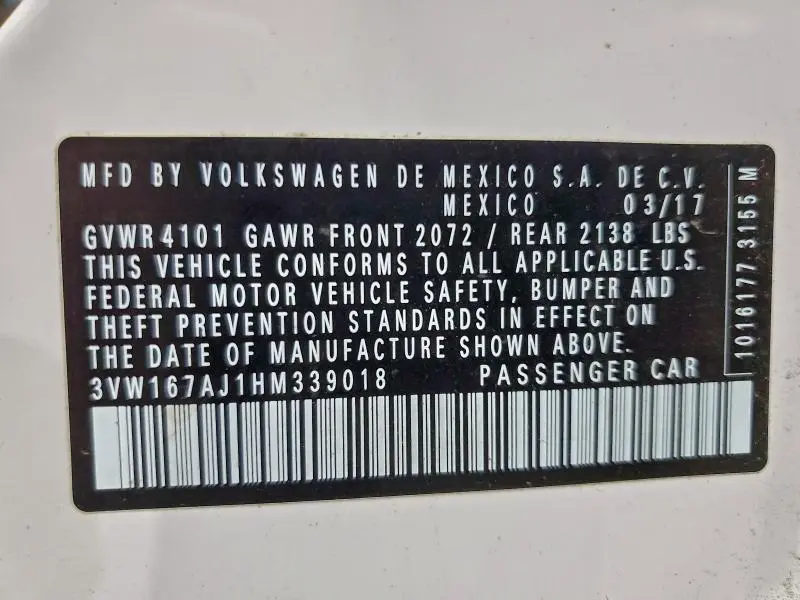 MFD BY VOLKSWAGEN DE MEXICO S.A. DE C.V.
MEXICO 03/17
GVWR 4101 GAWR FRONT 2072 / REAR 2138 LBS
THIS VEHICLE CONFORMS TO ALL APPLICABLE U.S.
FEDERAL MOTOR VEHICLE SAFETY, BUMPER AND
THEFT PREVENTION STANDARDS IN EFFECT ON
THE DATE OF MANUFACTURE SHOWN ABOVE.
3VW167AJ1HM339018 PASSENGER CAR
1016177 3155 M